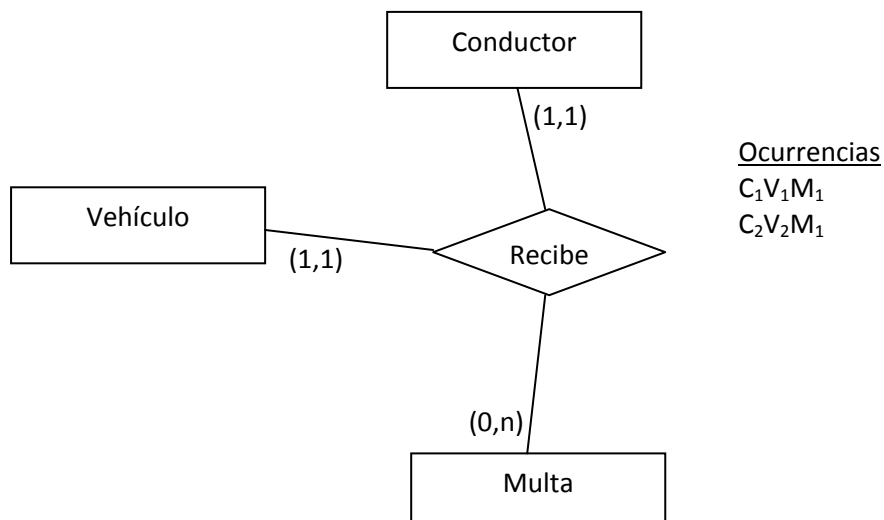 Conductor
(1,1)
Ocurrencias
C₁V₁M₁
C₂V₂M₁
Vehículo
(1,1)
Recibe
(0,n)
Multa